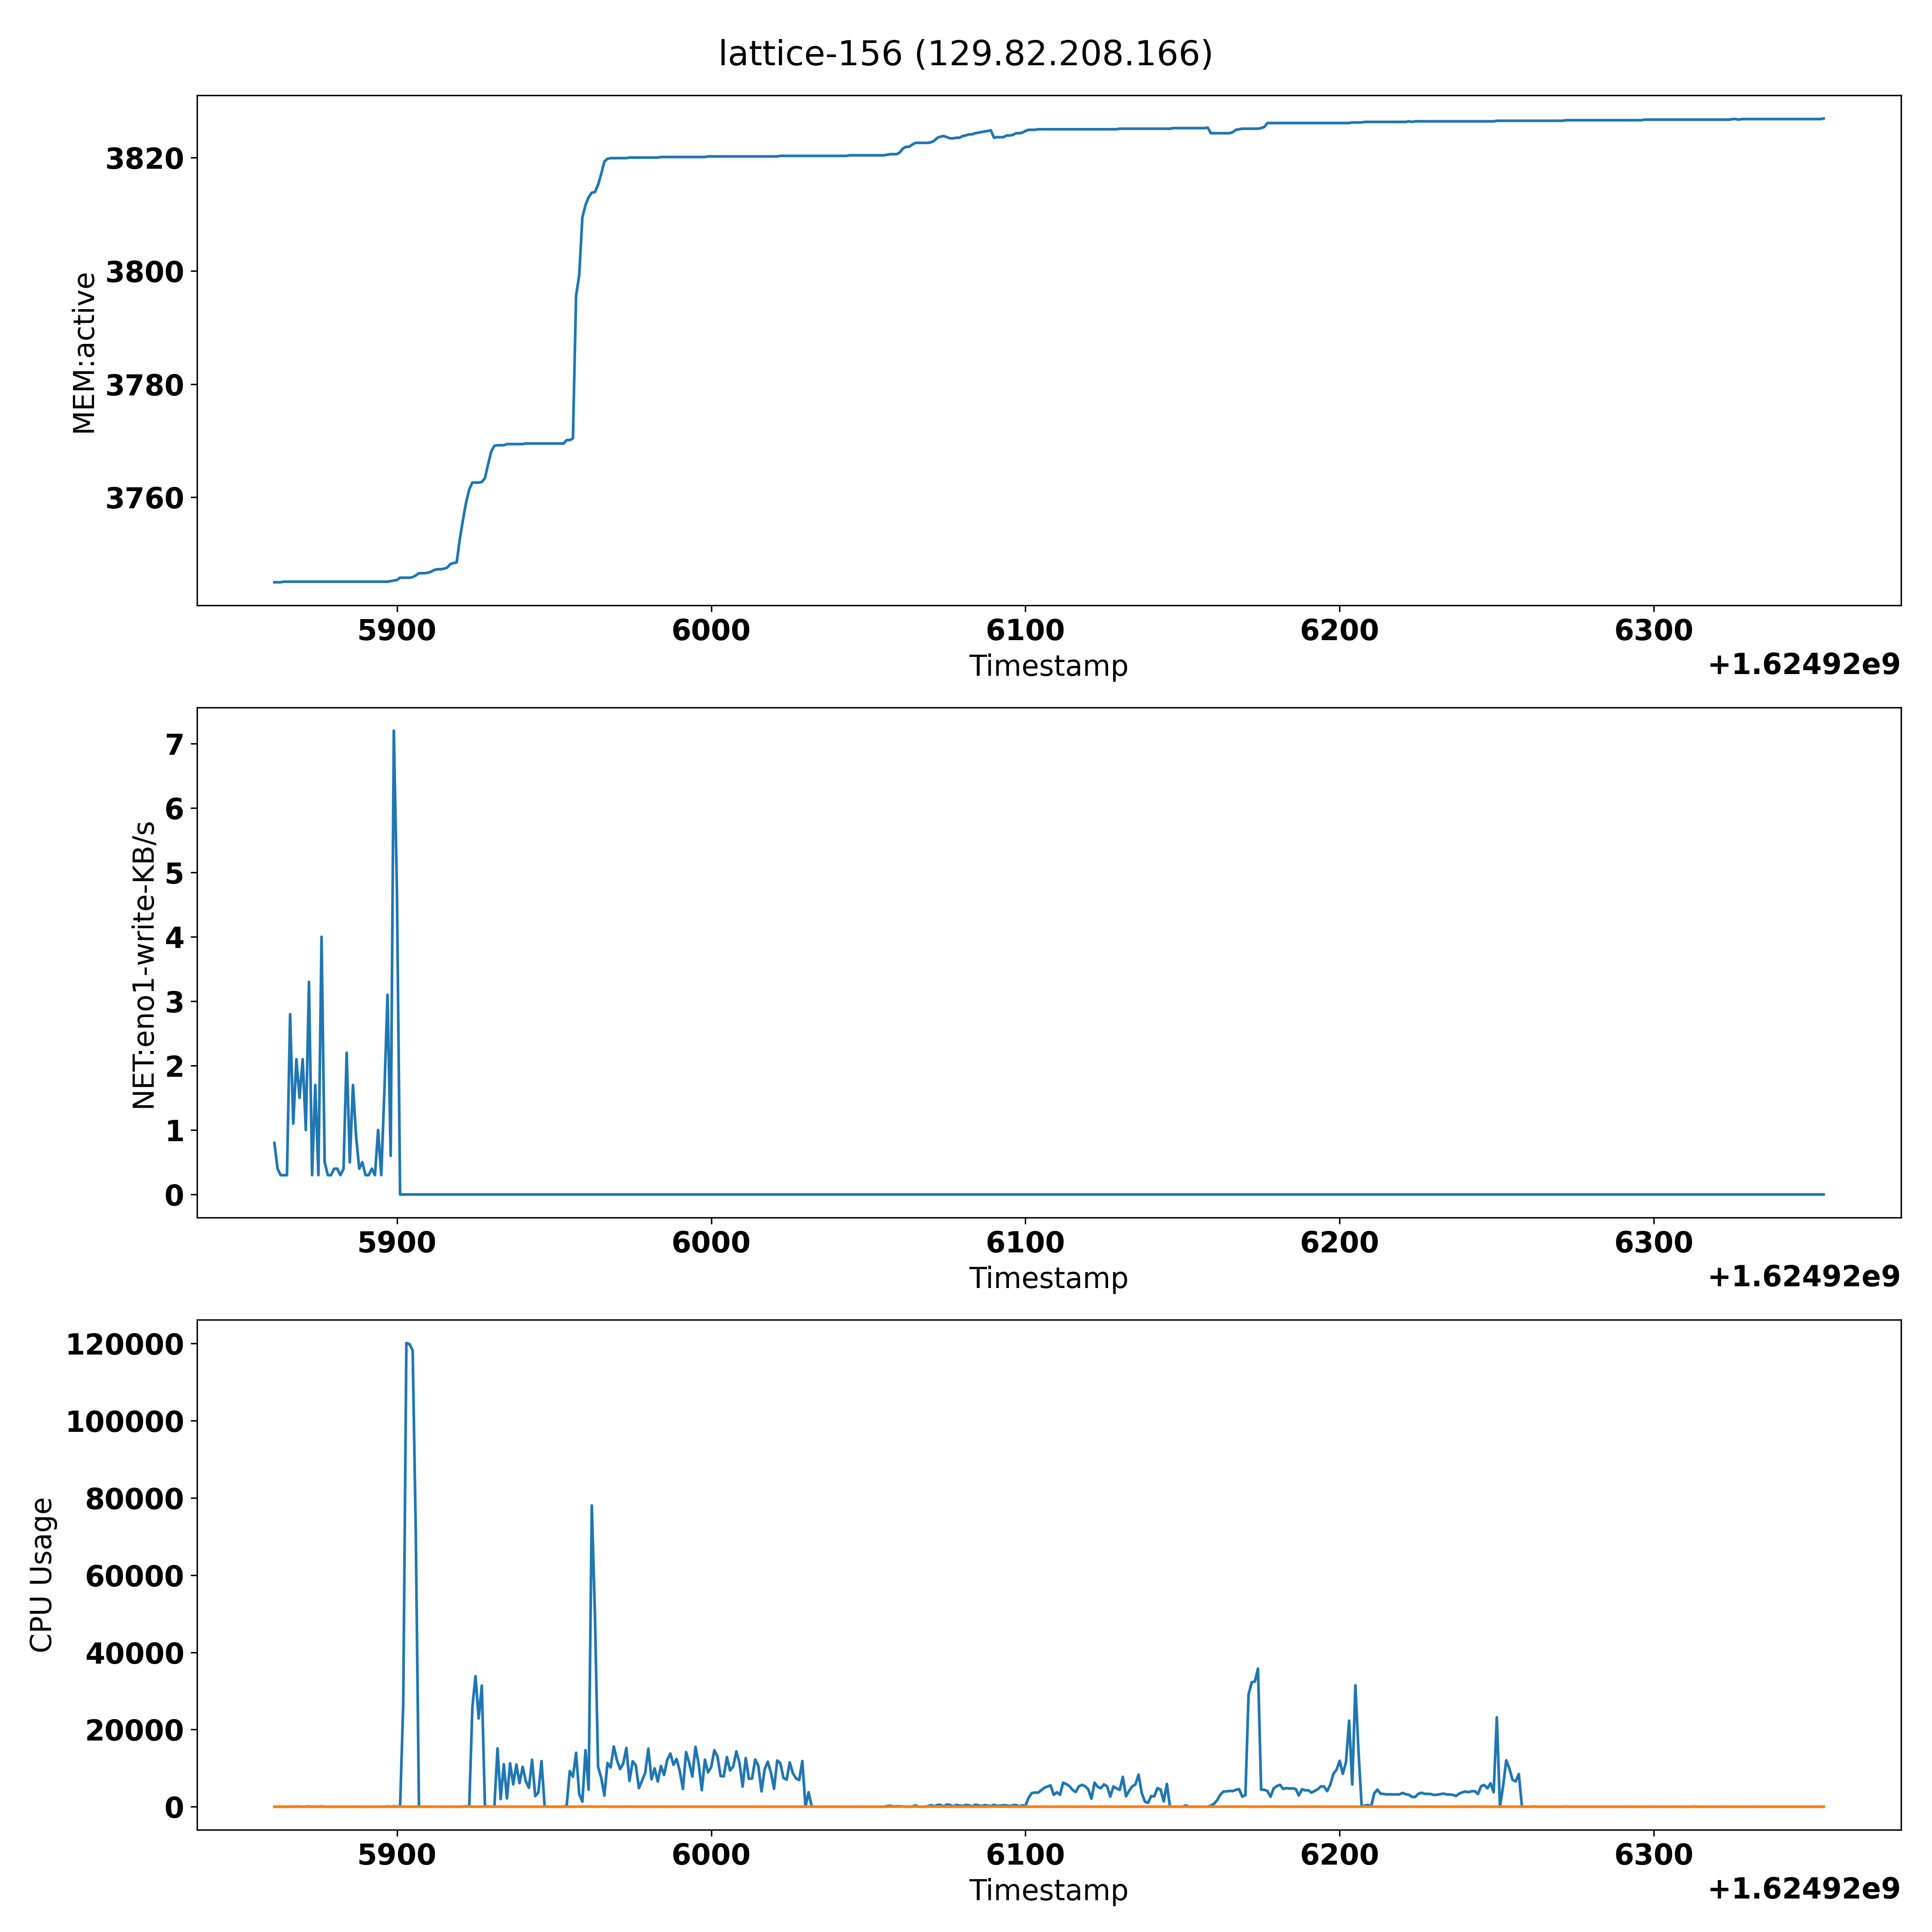 lattice-156 (129.82.208.166)
MEM:active
3820
3800
3780
3760
5900 6000 6100 6200 6300
Timestamp
+1.62492e9
NET:eno1-write-KB/s
7
6
5
4
3
2
1
0
5900 6000 6100 6200 6300
Timestamp
+1.62492e9
CPU Usage
120000
100000
80000
60000
40000
20000
0
5900 6000 6100 6200 6300
Timestamp
+1.62492e9